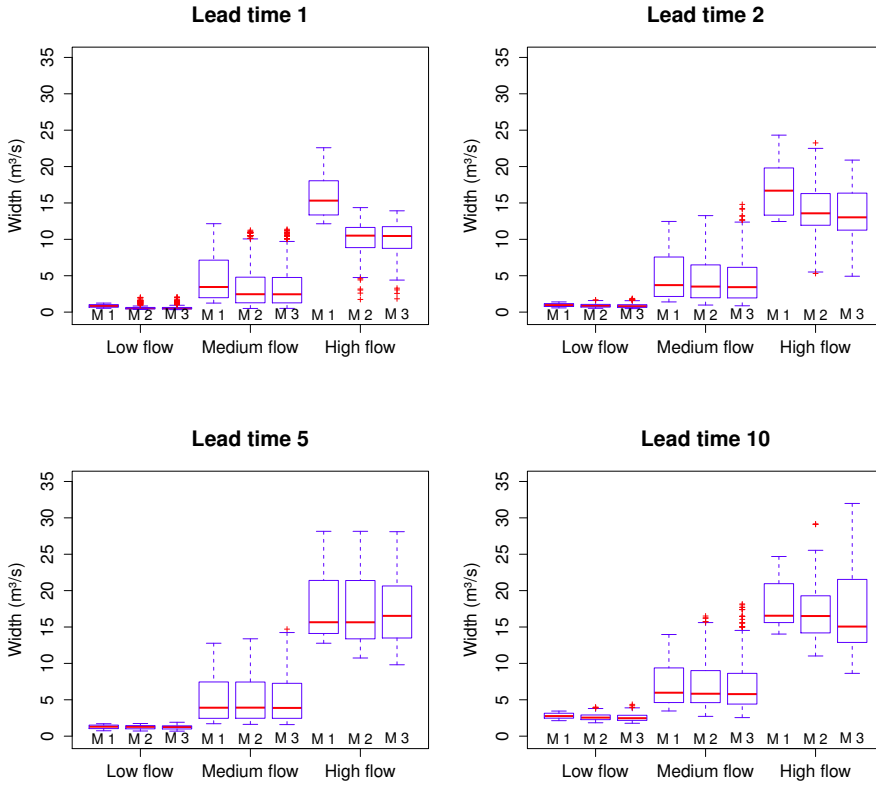 Lead time 1
Width (m³/s)
35
30
25
20
15
10
5
0
M 1 M 2 M 3 M 1 M 2 M 3 M 1 M 2 M 3
Low flow Medium flow High flow
Lead time 2
Width (m³/s)
35
30
25
20
15
10
5
0
M 1 M 2 M 3 M 1 M 2 M 3 M 1 M 2 M 3
Low flow Medium flow High flow
Lead time 5
Width (m³/s)
35
30
25
20
15
10
5
0
M 1 M 2 M 3 M 1 M 2 M 3 M 1 M 2 M 3
Low flow Medium flow High flow
Lead time 10
Width (m³/s)
35
30
25
20
15
10
5
0
M 1 M 2 M 3 M 1 M 2 M 3 M 1 M 2 M 3
Low flow Medium flow High flow